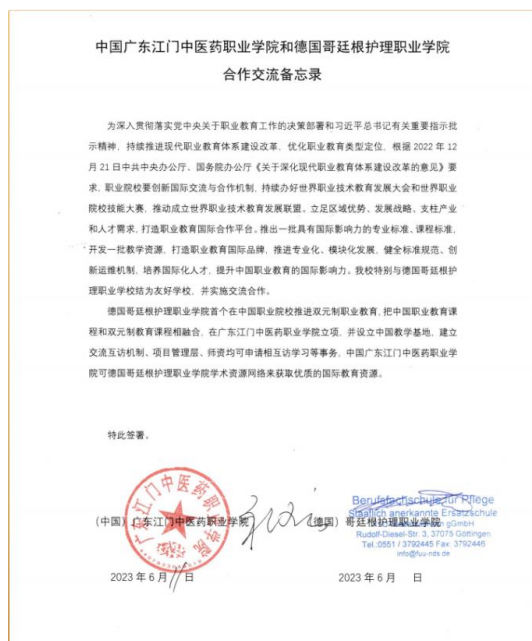 中国广东江门中医药职业学院和德国哥廷根护理职业学院
合作交流备忘录
为深入贯彻落实党中央关于职业教育工作的决策部署和习近平总书记有关重要指示批
示精神，持续推进现代职业教育体系建设改革，优化职业教育类型定位，根据 2022 年 12
月 21 日中共中央办公厅、国务院办公厅《关于深化现代职业教育体系建设改革的意见》要
求，职业院校要创新国际交流与合作机制，持续办好世界职业技术教育发展大会和世界职业
院校技能大赛，推动成立世界职业技术教育发展联盟。立足区域优势、发展战略、支柱产业
和人才需求，打造职业教育国际合作平台。推出一批具有国际影响力的专业标准、课程标准，
开发一批教学资源，打造职业教育国际品牌，推进专业化、模块化发展，健全标准规范、创
新运维机制，培养国际化人才，提升中国职业教育的国际影响力。我校特别与德国哥廷根护
理职业学校结为友好学校，并实施交流合作。
德国哥廷根护理职业学院首个在中国职业院校推进双元制职业教育，把中国职业教育课
程和双元制教育课程相融合，在广东江门中医药职业学院立项，并设立中国教学基地，建立
交流互访机制、项目管理层、师资均可申请相互访学习等事务，中国广东江门中医药职业学
院可德国哥廷根护理职业学院学术资源网络来获取优质的国际教育资源。
特此签署。
广东江门中医药职业学院
（中国）广东江门中医药职业学院
（德国）哥廷根护理职业学院
Berufsfachschule für Pflege
Staatlich anerkannte Ersatzschule
gGmbH
Rudolf-Diesel-Str. 3, 37075 Göttingen
Tel.:0551 / 3792445 Fax: 3792446
info@fuu-nds.de
2023 年 6 月 11 日
2023 年 6 月 日